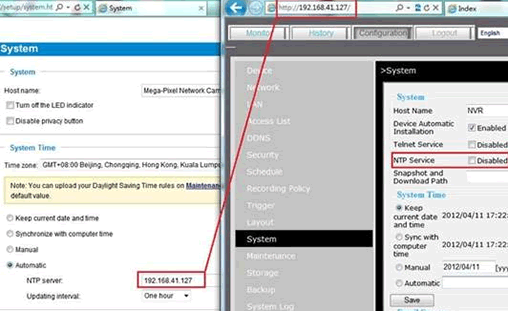 /setup/system.ht
System
System
System
Host name:
Mega-Pixel Network Cam
Turn off the LED indicator
Disable privacy button
System Time
Time zone:
GMT+08:00 Beijing, Chongqing, Hong Kong, Kuala Lumpu
Note: You can upload your Daylight Saving Time rules on Maintenan
default value.
Keep current date and time
Synchronize with computer time
Manual
Automatic
NTP server:
192.168.41.127
Updating interval:
One hour
http://192.168.41.127/
Index
Monitor
History
Configuration
Logout
English
Device
Network
LAN
Access List
DDNS
Security
Schedule
Recording Policy
Trigger
Layout
System
Maintenance
Storage
Backup
System Log
>System
System
Host Name
NVR
Device Automatic
Installation
Enabled
Telnet Service
Disabled
NTP Service
Disabled
Snapshot and
Download Path
System Time
Keep
current date
and time
2012/04/11 17:22:
Sync with
computer
time
2012/04/11 17:22
Manual
2012/04/11
[yy
Automatic
Save